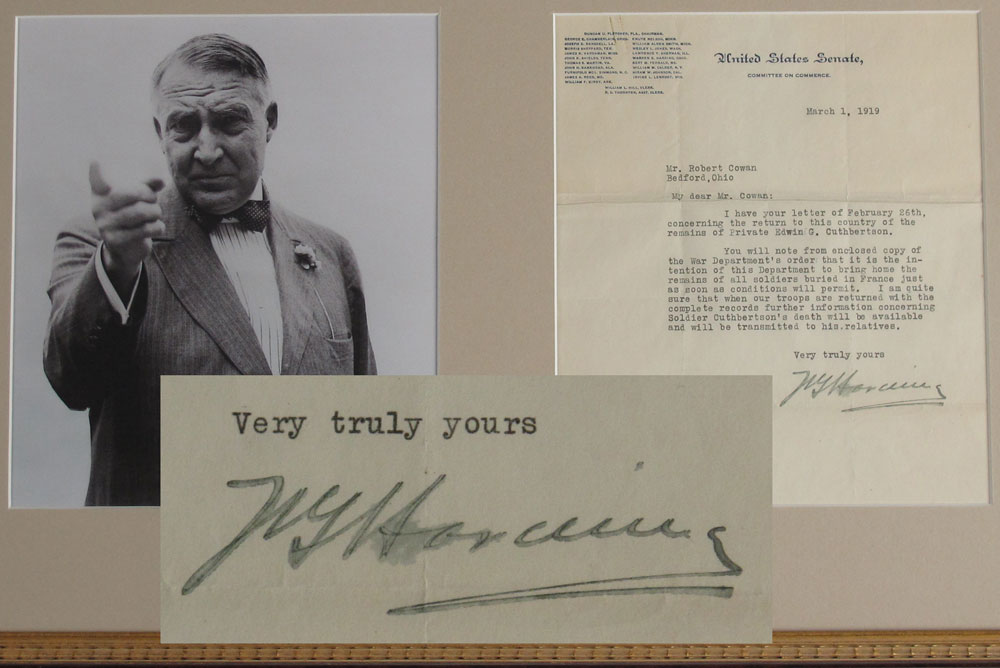 FLETCHER, FLA., CHAIRMAN.
United States Senate,
COMMITTEE ON COMMERCE.
March 1, 1919
Mr. Robert Cowan
Bedford,Ohio
My dear Mr. Cowan:
I have your letter of February 26th,
concerning the return to this country of the
remains of Private Edwin G. Cuthbertson.
You will note from enclosed copy of
the War Department's order that it is the in-
tention of this Department to bring home the
remains of all soldiers buried in France just
as soon as conditions will permit. I am quite
sure that when our troops are returned with the
complete records further information concerning
Soldier Cuthbertson's death will be available
and will be transmitted to his relatives.
Very truly yours
WGHarding
Very truly yours
WGHarding